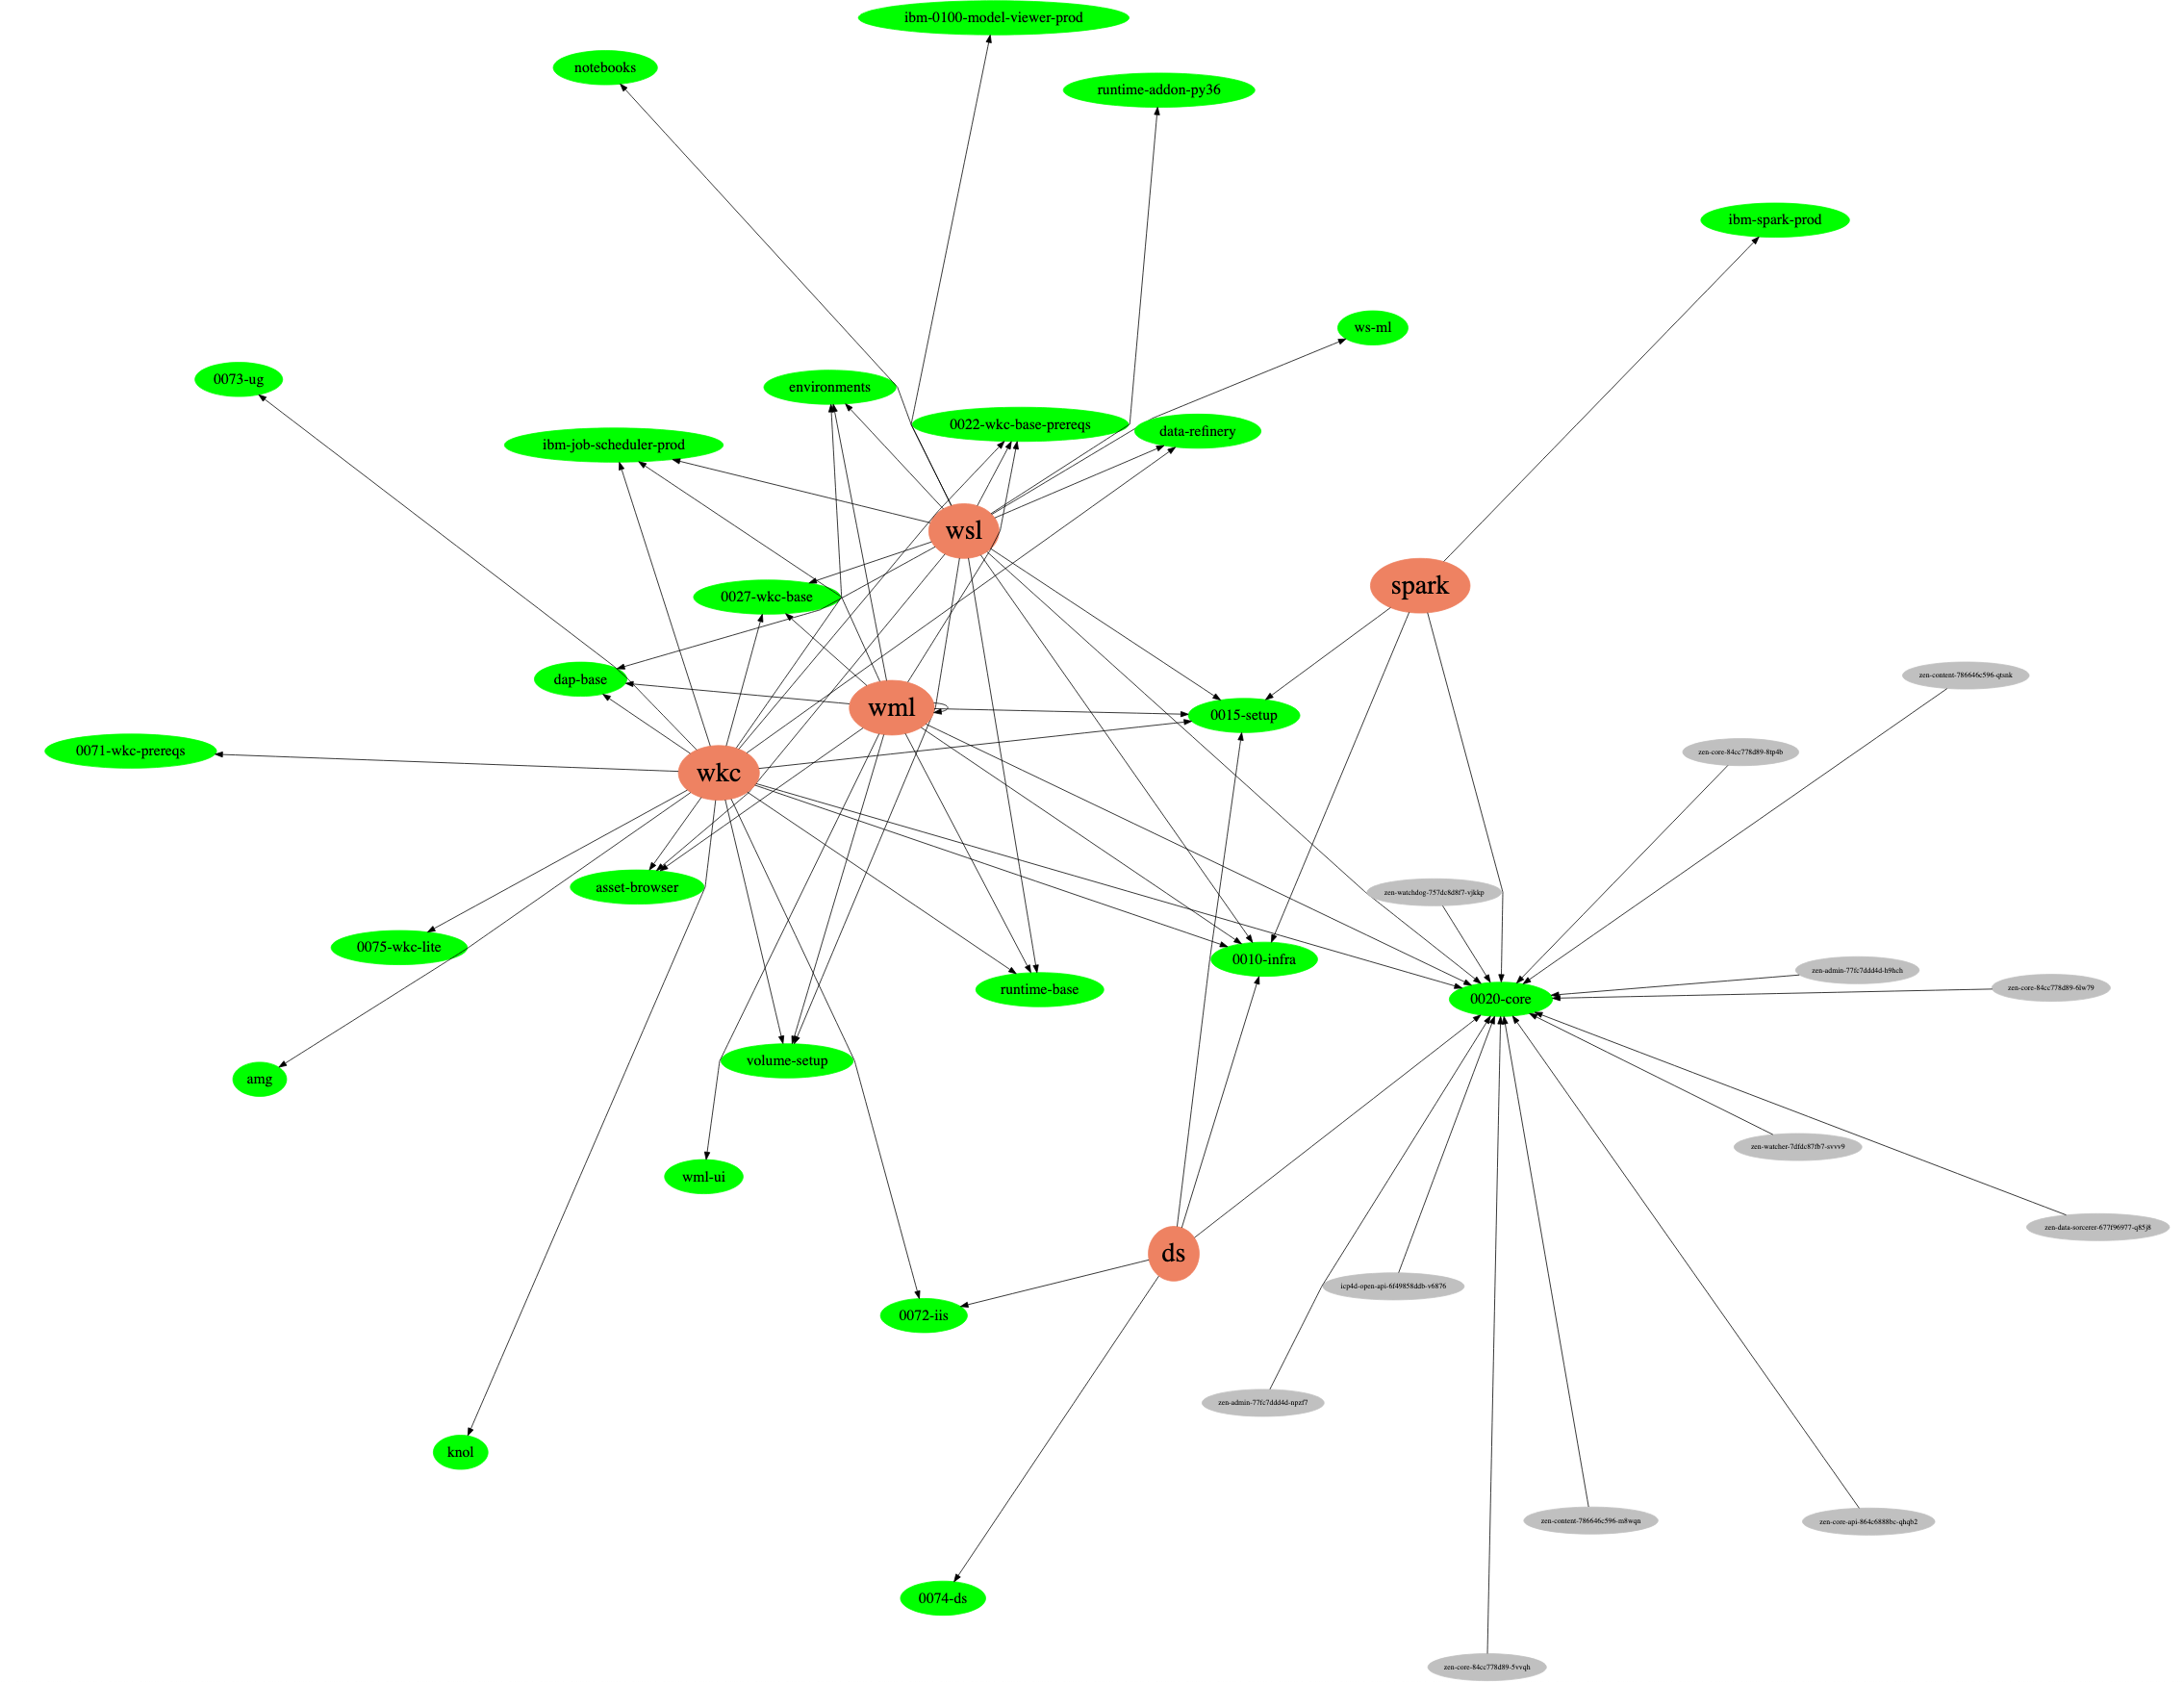 ibm-0100-model-viewer-prod
notebooks
runtime-addon-py36
ibm-spark-prod
ws-ml
0073-ug
environments
0022-wkc-base-prereqs
data-refinery
ibm-job-scheduler-prod
wsl
spark
0027-wkc-base
zen-content-786646c596-qtsnk
dap-base
wml
0015-setup
0071-wkc-prereqs
zen-core-84cc778d89-8tp4b
wkc
asset-browser
zen-watchdog-757dc8d8f7-vjkkp
0075-wkc-lite
0010-infra
zen-admin-77fc7ddd4d-h9hch
runtime-base
zen-core-84cc778d89-6lw79
0020-core
volume-setup
amg
zen-watcher-7dfdc87fb7-svvv9
wml-ui
zen-data-sorcerer-677f96977-q85j8
ds
icp4d-open-api-6f49858ddb-v6876
0072-iis
zen-admin-77fc7ddd4d-npzf7
knol
zen-content-786646c596-m8wqn
zen-core-api-864c6888bc-qhqb2
0074-ds
zen-core-84cc778d89-5vvqh